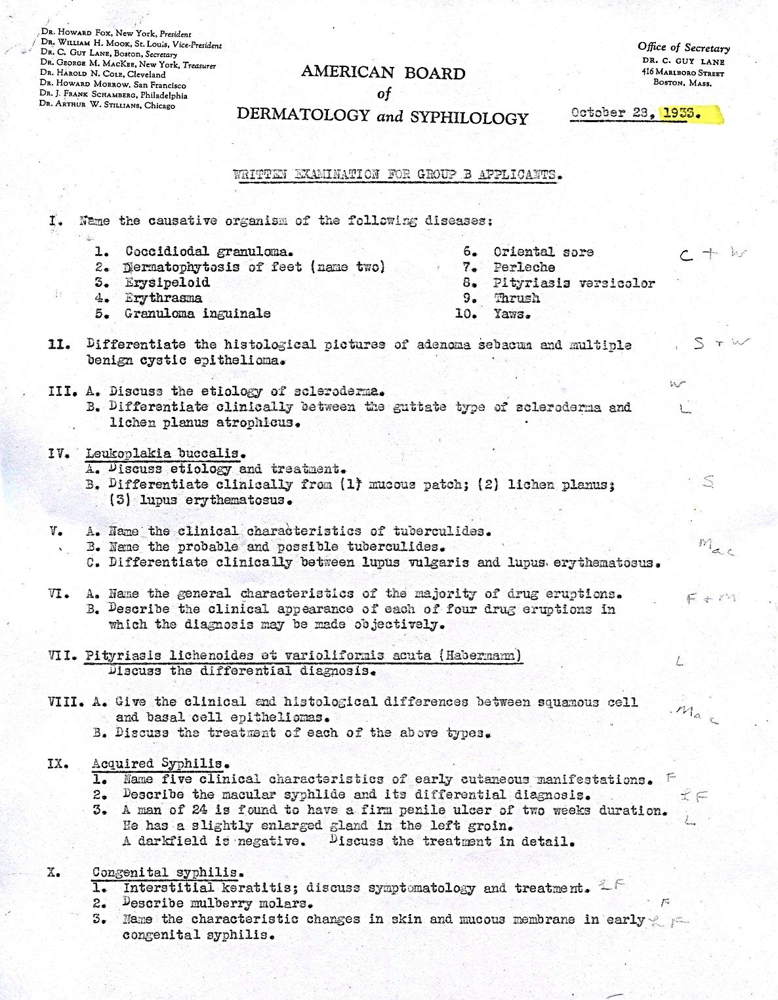 Dr. Howard Fox, New York, President
Dr. William H. Mook, St. Louis, Vice-President
Dr. C. Guy Lane, Boston, Secretary
Dr. George M. MacKee, New York, Treasurer
Dr. Harold N. Cole, Cleveland
Dr. Howard Morrow, San Francisco
Dr. J. Frank Schamberg, Philadelphia
Dr. Arthur W. Stillians, Chicago
AMERICAN BOARD
of
DERMATOLOGY and SYPHILOLOGY
Office of Secretary
DR. C. GUY LANE
416 Marlboro Street
Boston, Mass.
October 28, 1933.
WRITTEN EXAMINATION FOR GROUP B APPLICANTS.
I. Name the causative organism of the following diseases:
1. Coccidiodal granuloma.
2. Dermatophytosis of feet (name two)
3. Erysipeloid
4. Erythrasma
5. Granuloma inguinale
6. Oriental sore
7. Perleche
8. Pityriasis versicolor
9. Thrush
10. Yaws.
C + W
II. Differentiate the histological pictures of adenoma sebacum and multiple
benign cystic epithelioma.
S + W
III. A. Discuss the etiology of scleroderma. W
B. Differentiate clinically between the guttate type of scleroderma and L
lichen planus atrophicus.
IV. Leukoplakia buccalis.
A. Discuss etiology and treatment.
B. Differentiate clinically from (1) mucous patch; (2) lichen planus; S
(3) lupus erythematosus.
V. A. Name the clinical characteristics of tuberculides.
B. Name the probable and possible tuberculides. Mac
C. Differentiate clinically between lupus vulgaris and lupus erythematosus.
VI. A. Name the general characteristics of the majority of drug eruptions. F + M
B. Describe the clinical appearance of each of four drug eruptions in
which the diagnosis may be made objectively.
VII. Pityriasis lichenoides et varioliformis acuta (Habermann) L
Discuss the differential diagnosis.
VIII. A. Give the clinical and histological differences between squamous cell
and basal cell epitheliomas. Mac
B. Discuss the treatment of each of the above types.
IX. Acquired Syphilis.
1. Name five clinical characteristics of early cutaneous manifestations. F
2. Describe the macular syphlide and its differential diagnosis. F
3. A man of 24 is found to have a firm penile ulcer of two weeks duration.
He has a slightly enlarged gland in the left groin. L
A darkfield is negative. Discuss the treatment in detail.
X. Congenital syphilis.
1. Interstitial keratitis; discuss symptomatology and treatment. F
2. Describe mulberry molars. F
3. Name the characteristic changes in skin and mucous membrane in early F
congenital syphilis.